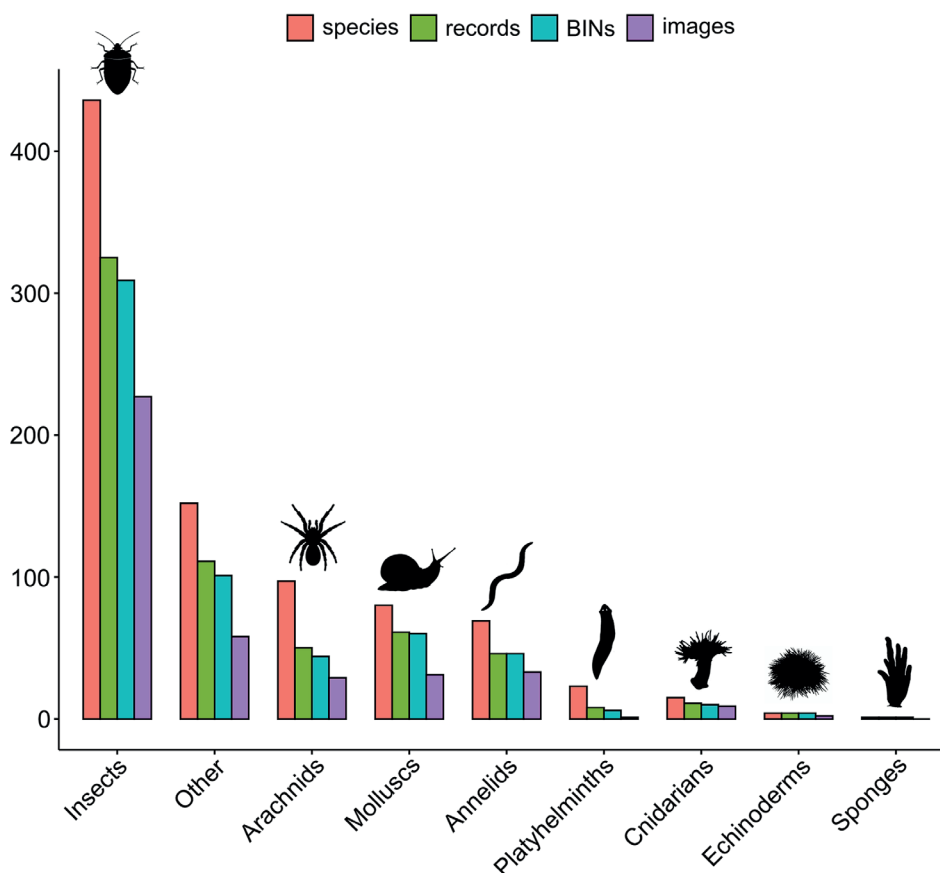 species records BINs images
400
300
200
100
0
Insects
Other
Arachnids
Molluscs
Annelids
Platyhelminths
Cnidarians
Echinoderms
Sponges